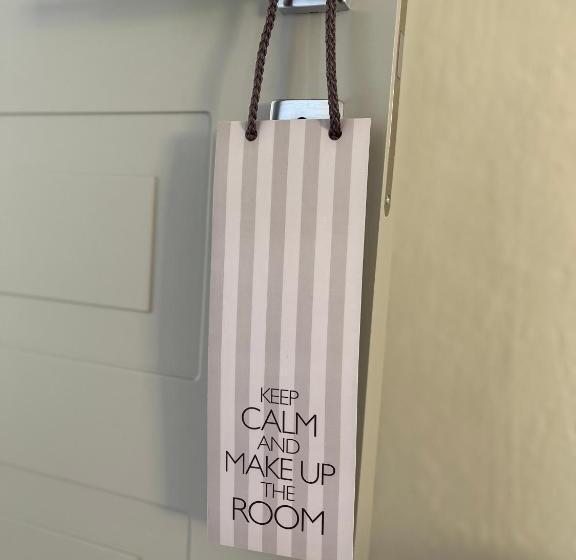 KEEP
CALM
AND
MAKE UP
THE
ROOM